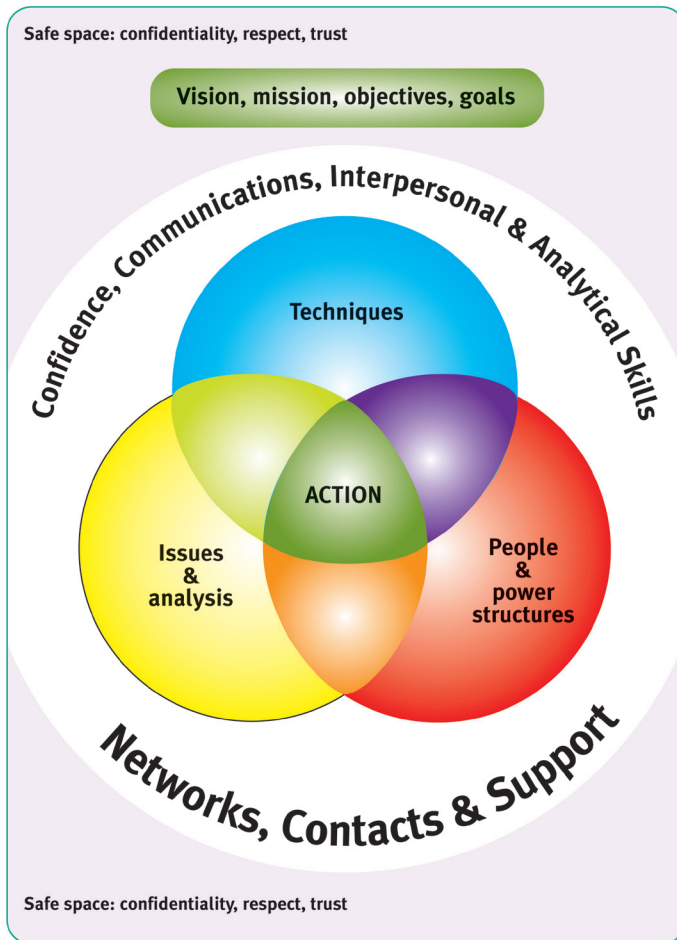 Safe space: confidentiality, respect, trust
Vision, mission, objectives, goals
Confidence, Communications, Interpersonal & Analytical Skills
Techniques
ACTION
Issues
&
analysis
People
&
power
structures
Networks, Contacts & Support
Safe space: confidentiality, respect, trust